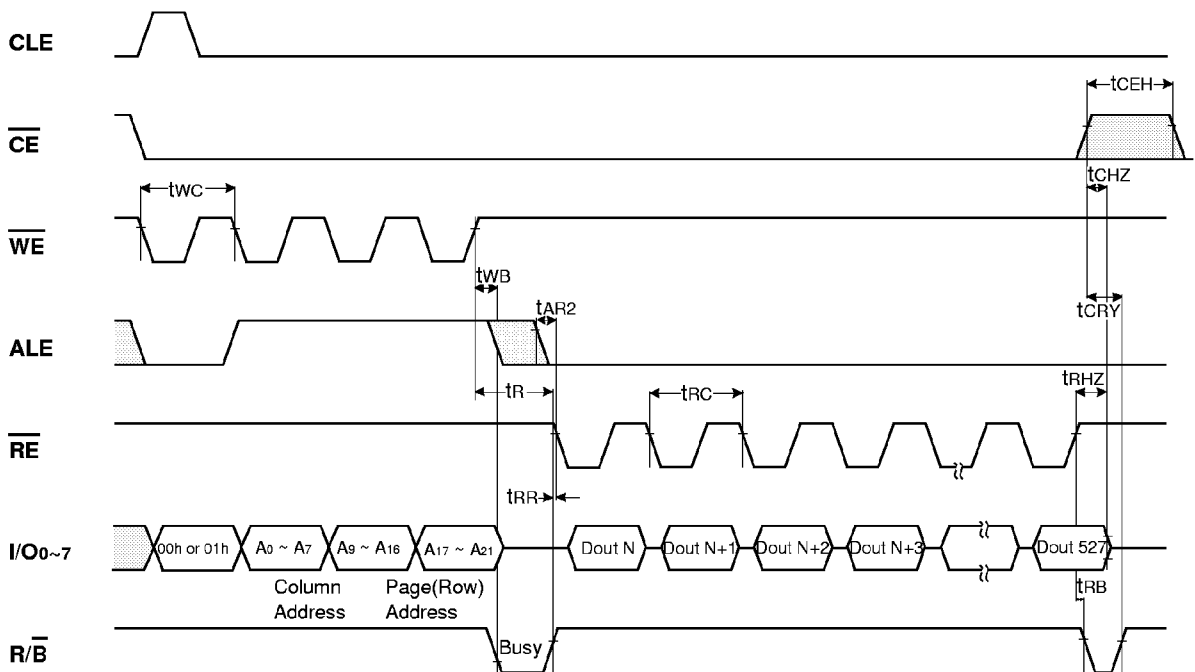 CLE
tCEH
CE
tWC
tCHZ
WE
tWB
tAR2
tCRY
ALE
tR
tRC
tRHZ
RE
tRR
I/O0~7
00h or 01h
A0 ~ A7
A9 ~ A16
A17 ~ A21
Dout N
Dout N+1
Dout N+2
Dout N+3
Dout 527
Column
Address
Page(Row)
Address
tRB
R/B
Busy